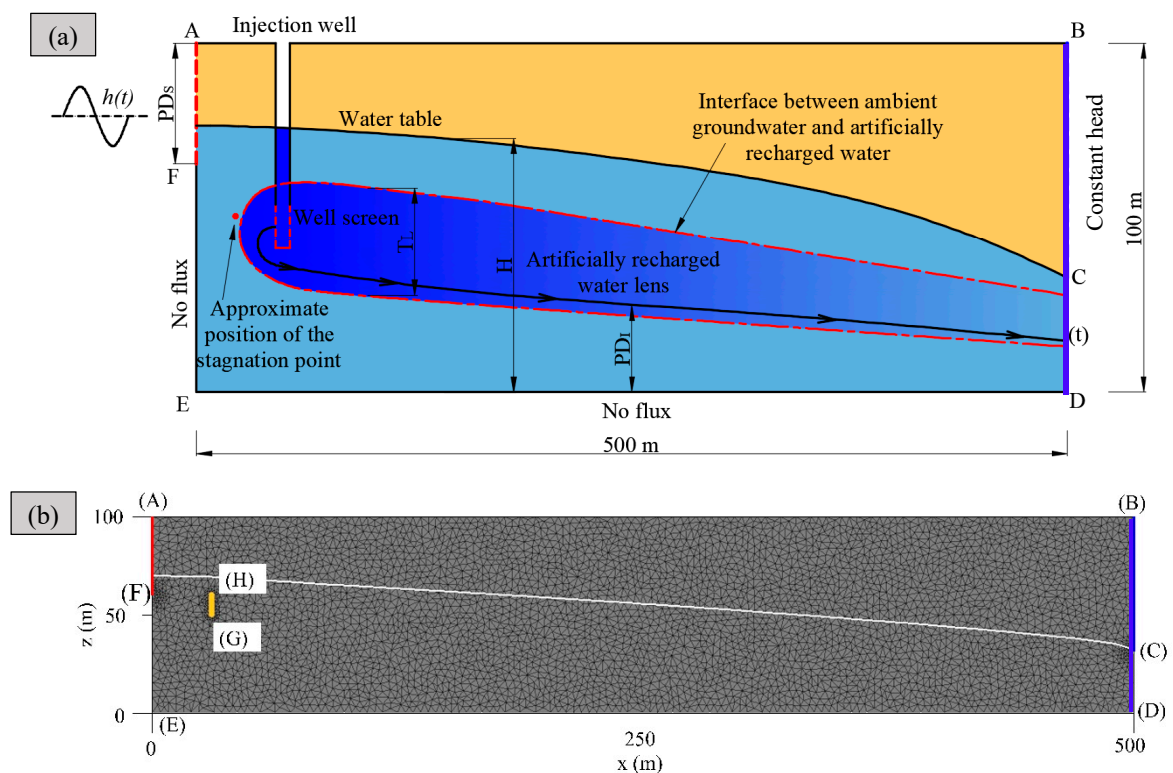 (a)
A
Injection well
B
h(t)
PDs
Water table
Interface between ambient
groundwater and artificially
recharged water
F
Constant head
100 m
Well screen
TL
H
Artificially recharged
water lens
C
No flux
Approximate
position of the
stagnation point
PDI
(t)
E
No flux
D
500 m
(b)
(A)
(B)
100
(H)
(F)
50
z (m)
(G)
(C)
0
(E)
(D)
0
250
500
x (m)